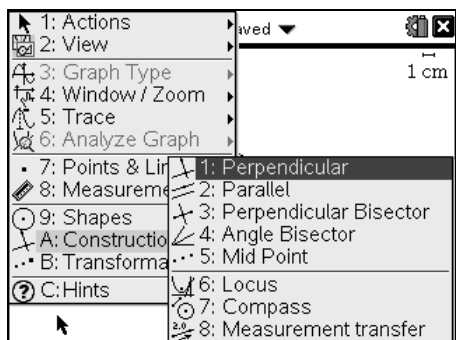 1: Actions
2: View
3: Graph Type
4: Window / Zoom
5: Trace
6: Analyze Graph
7: Points & Lin
8: Measureme
9: Shapes
A: Constructio
B: Transforma
C: Hints
aved
1 cm
1: Perpendicular
2: Parallel
3: Perpendicular Bisector
4: Angle Bisector
5: Mid Point
6: Locus
7: Compass
2.0
8: Measurement transfer